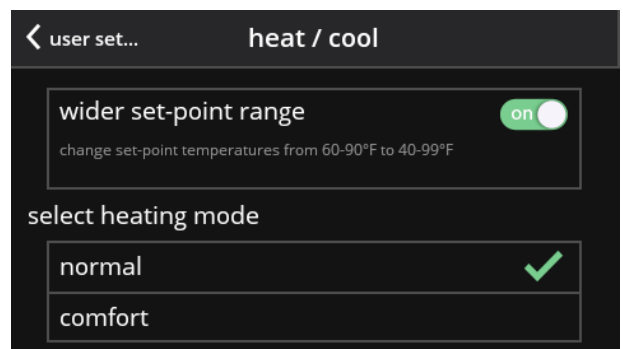 user set... heat / cool
wider set-point range on
change set-point temperatures from 60-90°F to 40-99°F
select heating mode
normal
comfort